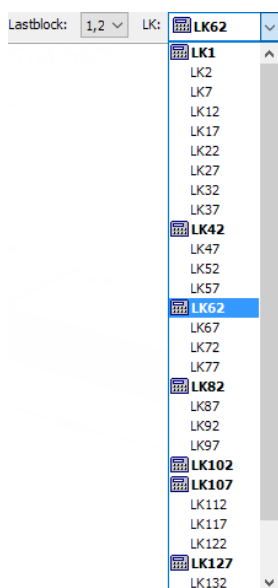 Lastblock: 1,2 LK: LK62
LK1
LK2
LK7
LK12
LK17
LK22
LK27
LK32
LK37
LK42
LK47
LK52
LK57
LK62
LK67
LK72
LK77
LK82
LK87
LK92
LK97
LK102
LK107
LK112
LK117
LK122
LK127
LK132